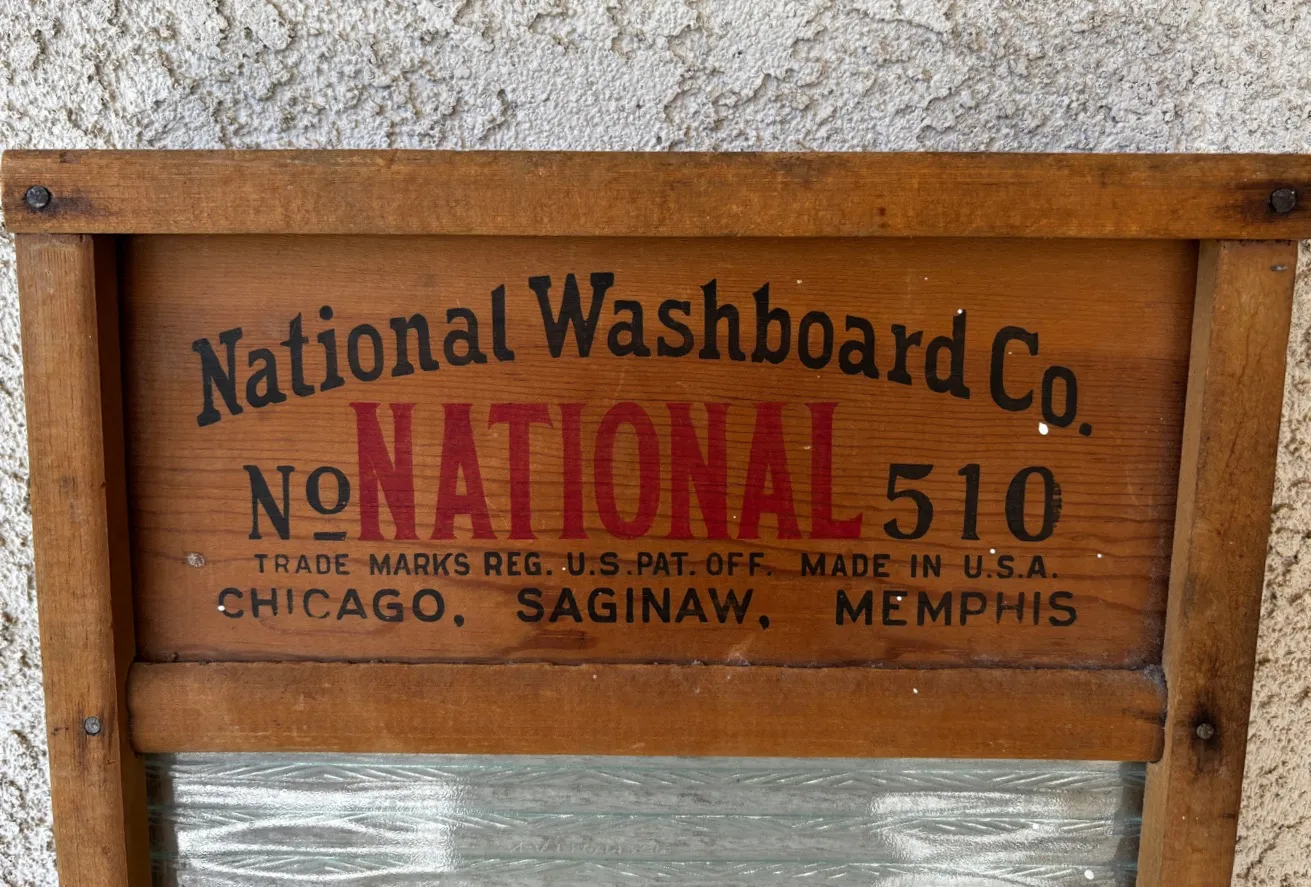 National Washboard Co.
No NATIONAL 510
TRADE MARKS REG. U.S. PAT. OFF. MADE IN U.S.A.
CHICAGO, SAGINAW, MEMPHIS